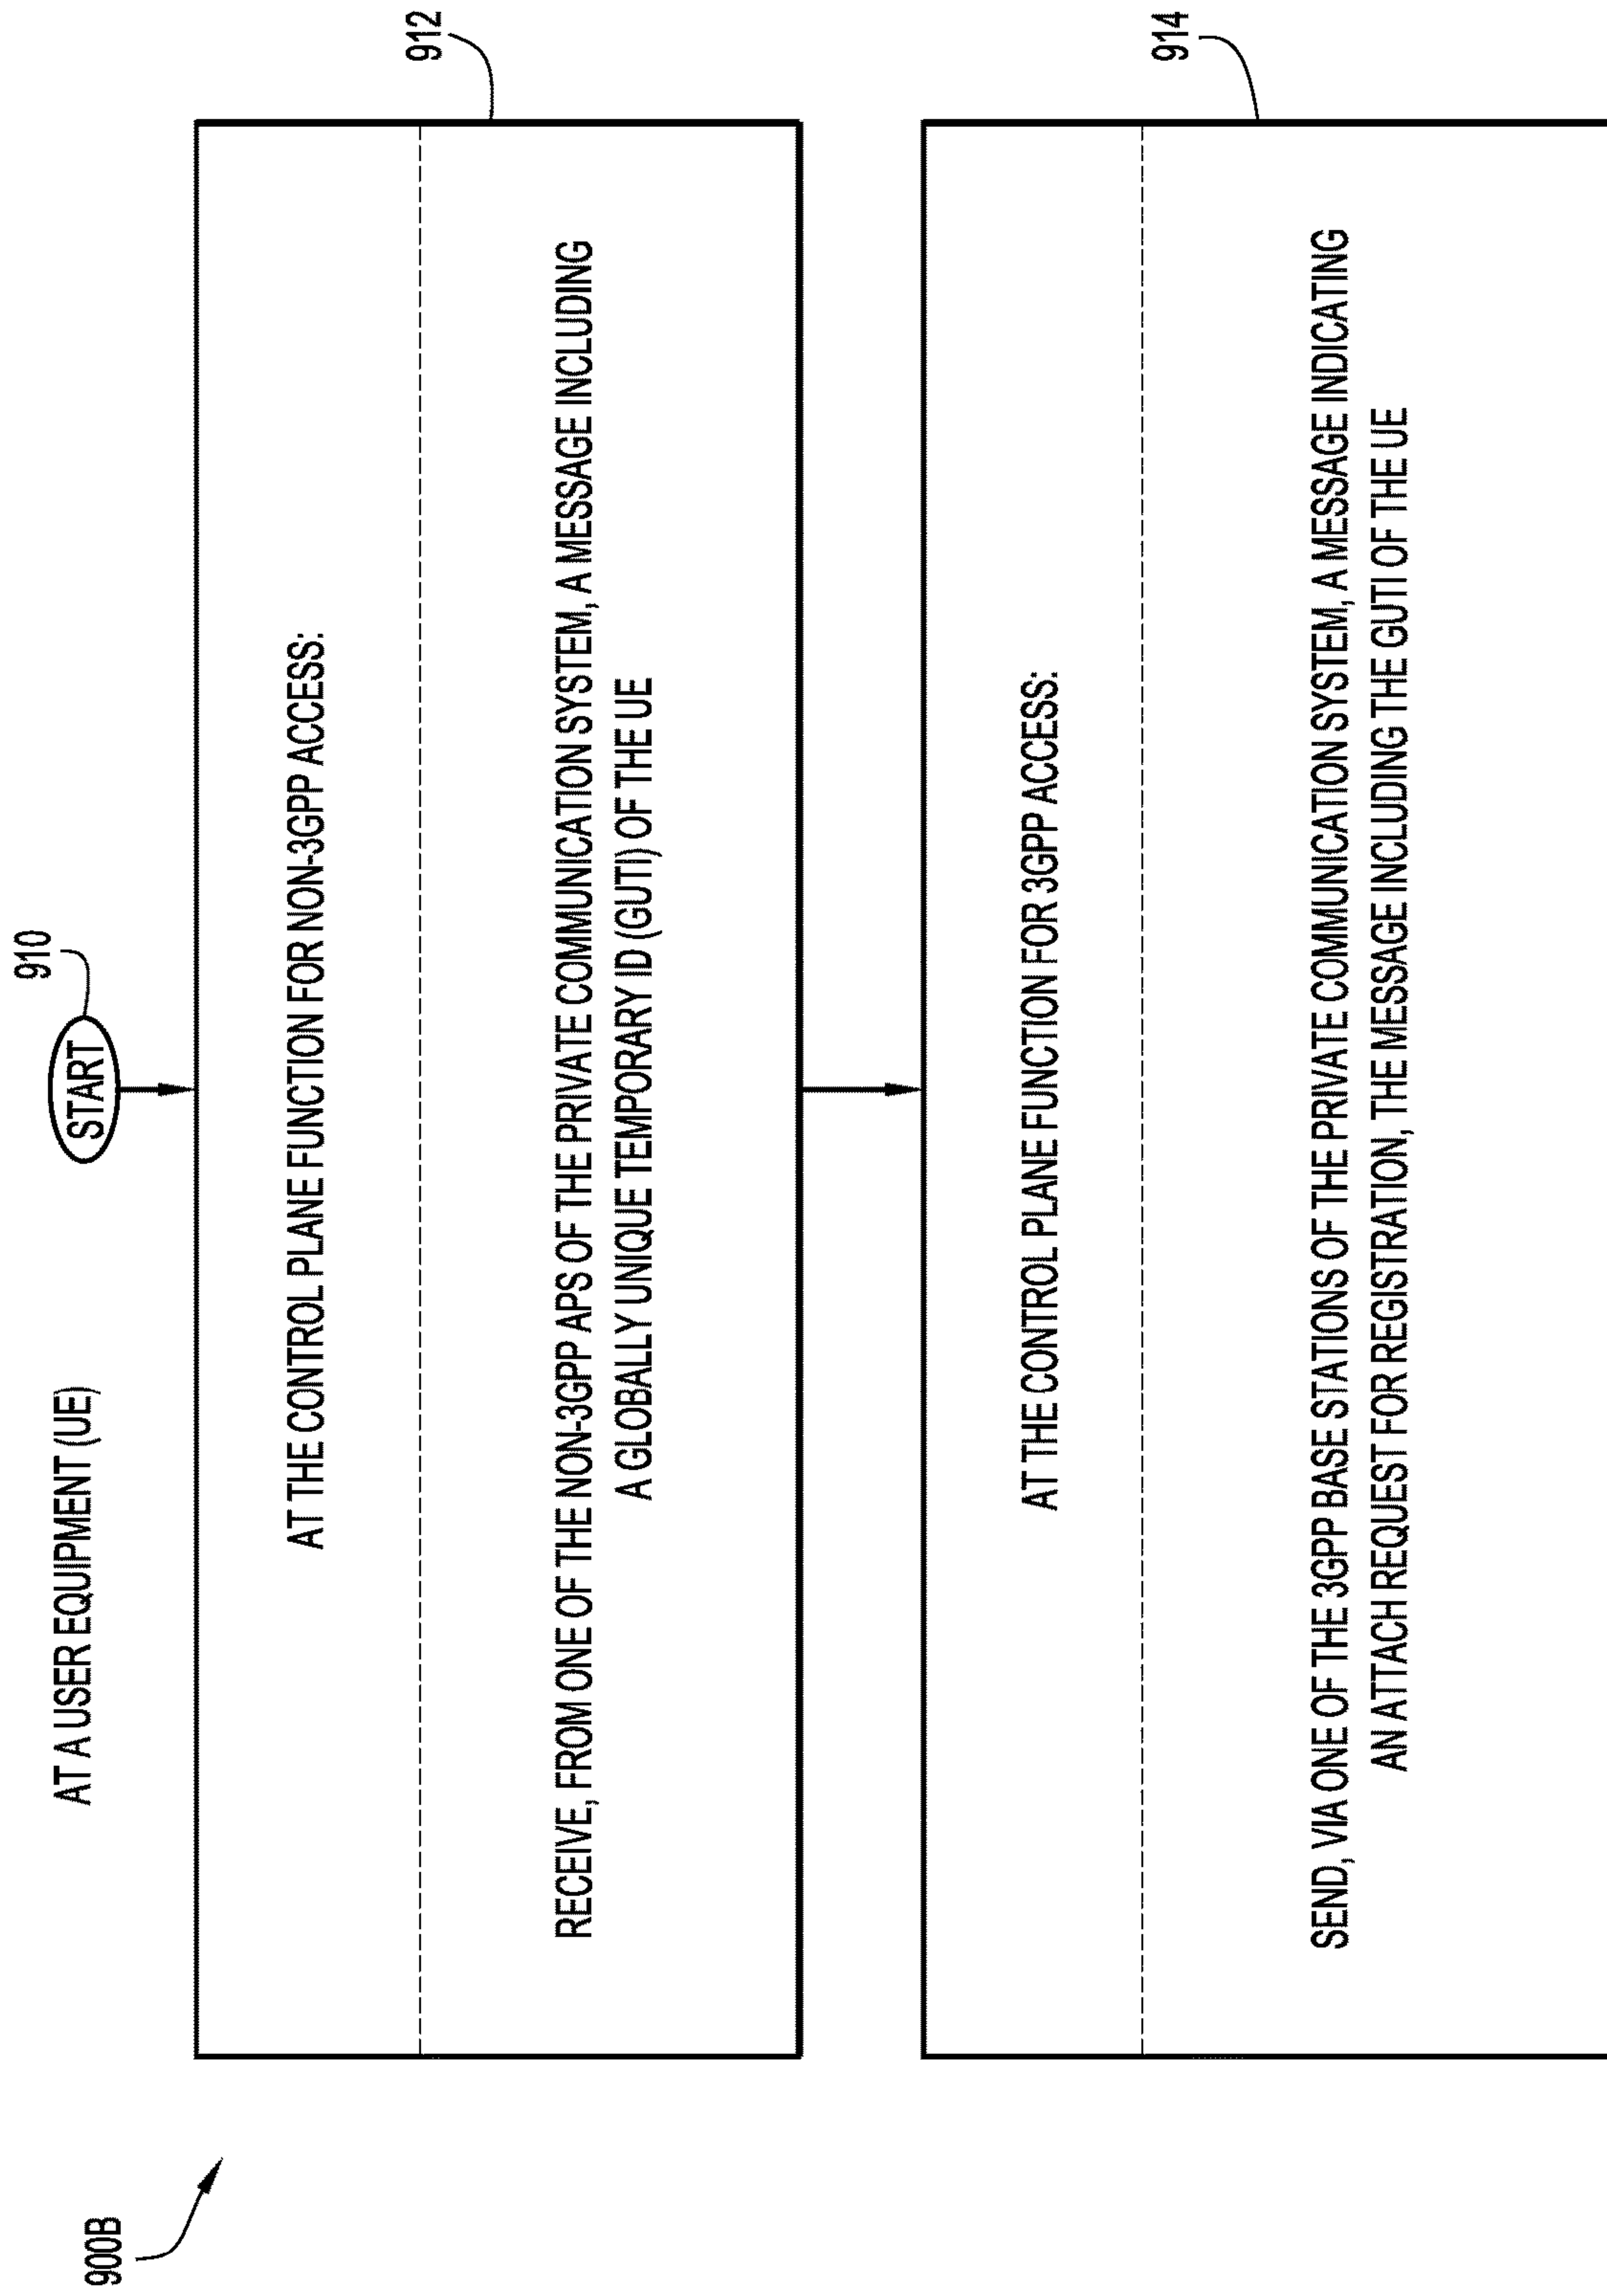 900B
AT A USER EQUIPMENT (UE)
910
START
AT THE CONTROL PLANE FUNCTION FOR NON-3GPP ACCESS:
912
RECEIVE, FROM ONE OF THE NON-3GPP APS OF THE PRIVATE COMMUNICATION SYSTEM, A MESSAGE INCLUDING
A GLOBALLY UNIQUE TEMPORARY ID (GUTI) OF THE UE
AT THE CONTROL PLANE FUNCTION FOR 3GPP ACCESS:
914
SEND, VIA ONE OF THE 3GPP BASE STATIONS OF THE PRIVATE COMMUNICATION SYSTEM, A MESSAGE INDICATING
AN ATTACH REQUEST FOR REGISTRATION, THE MESSAGE INCLUDING THE GUTI OF THE UE